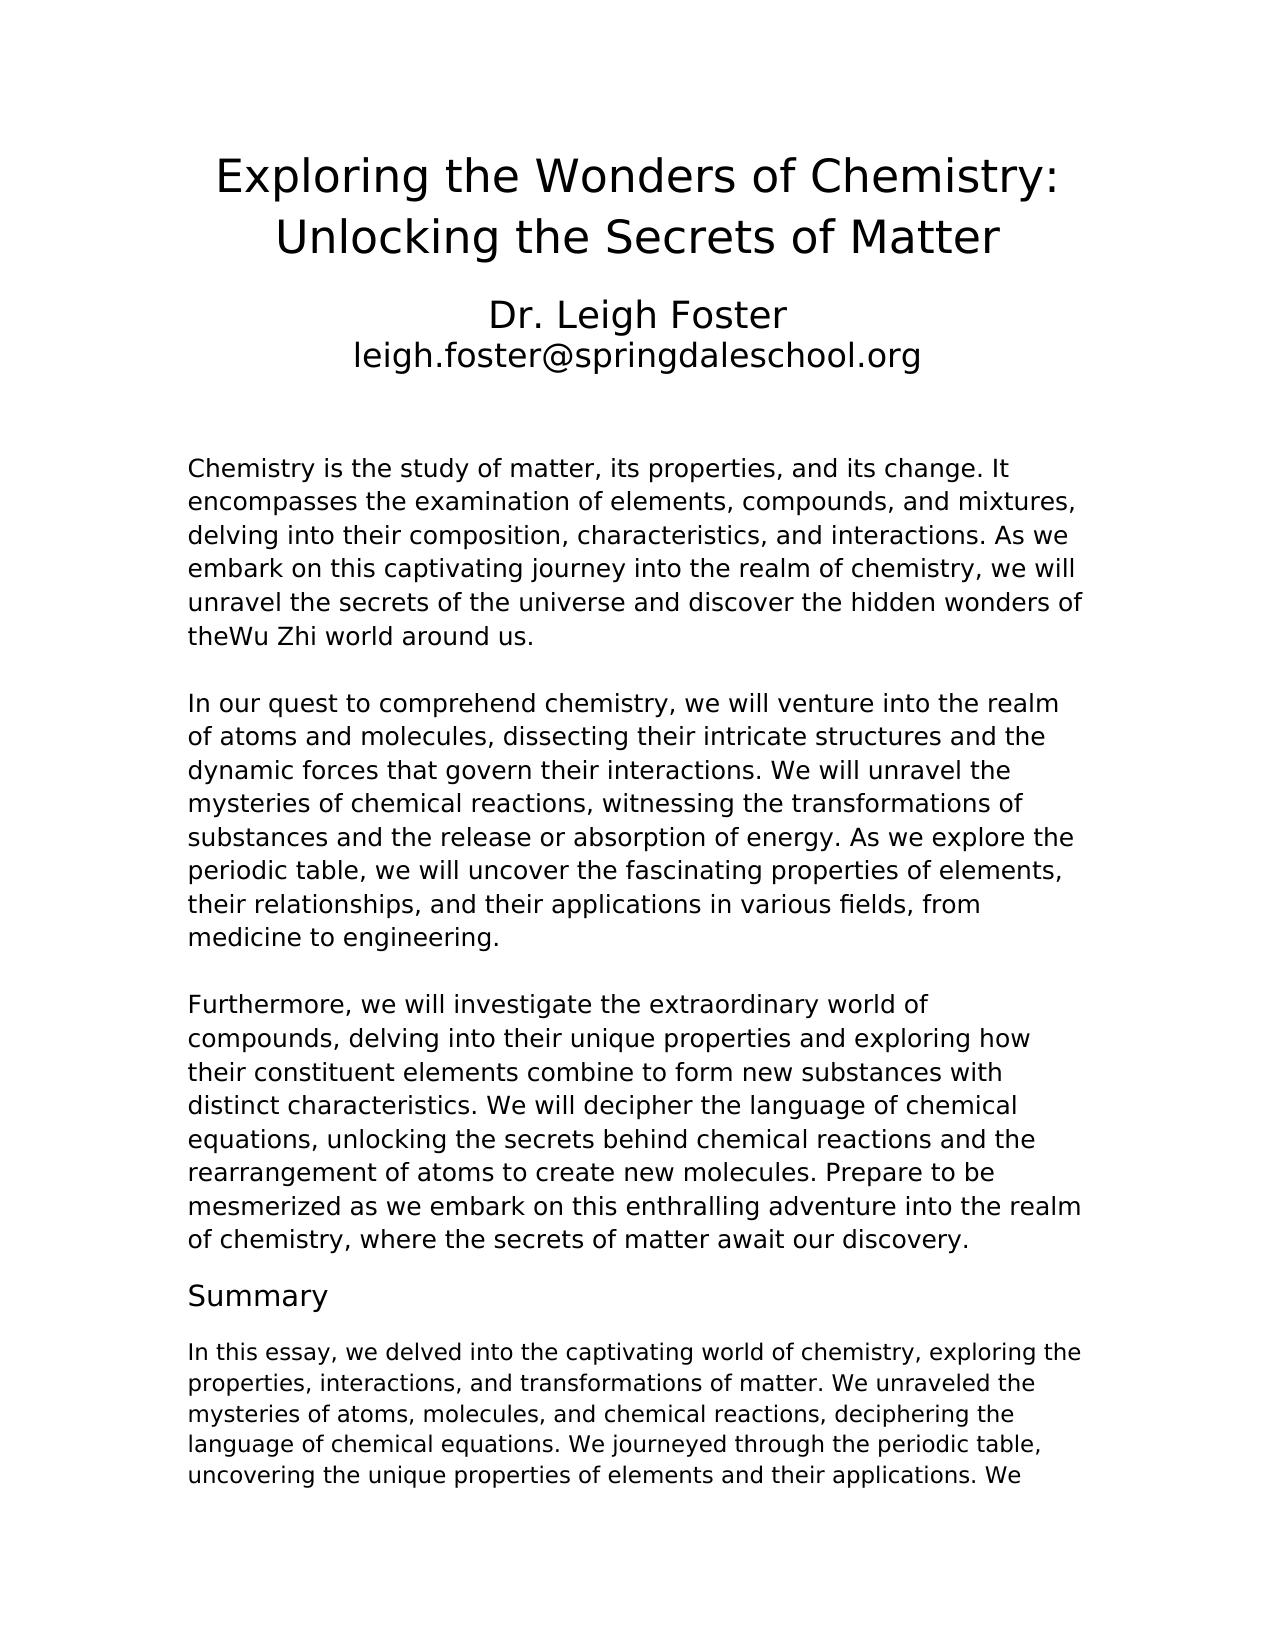 Exploring the Wonders of Chemistry:
Unlocking the Secrets of Matter
Dr. Leigh Foster
leigh.foster@springdaleschool.org
Chemistry is the study of matter, its properties, and its change. It
encompasses the examination of elements, compounds, and mixtures,
delving into their composition, characteristics, and interactions. As we
embark on this captivating journey into the realm of chemistry, we will
unravel the secrets of the universe and discover the hidden wonders of
theWu Zhi world around us.
In our quest to comprehend chemistry, we will venture into the realm
of atoms and molecules, dissecting their intricate structures and the
dynamic forces that govern their interactions. We will unravel the
mysteries of chemical reactions, witnessing the transformations of
substances and the release or absorption of energy. As we explore the
periodic table, we will uncover the fascinating properties of elements,
their relationships, and their applications in various fields, from
medicine to engineering.
Furthermore, we will investigate the extraordinary world of
compounds, delving into their unique properties and exploring how
their constituent elements combine to form new substances with
distinct characteristics. We will decipher the language of chemical
equations, unlocking the secrets behind chemical reactions and the
rearrangement of atoms to create new molecules. Prepare to be
mesmerized as we embark on this enthralling adventure into the realm
of chemistry, where the secrets of matter await our discovery.
Summary
In this essay, we delved into the captivating world of chemistry, exploring the
properties, interactions, and transformations of matter. We unraveled the
mysteries of atoms, molecules, and chemical reactions, deciphering the
language of chemical equations. We journeyed through the periodic table,
uncovering the unique properties of elements and their applications. We